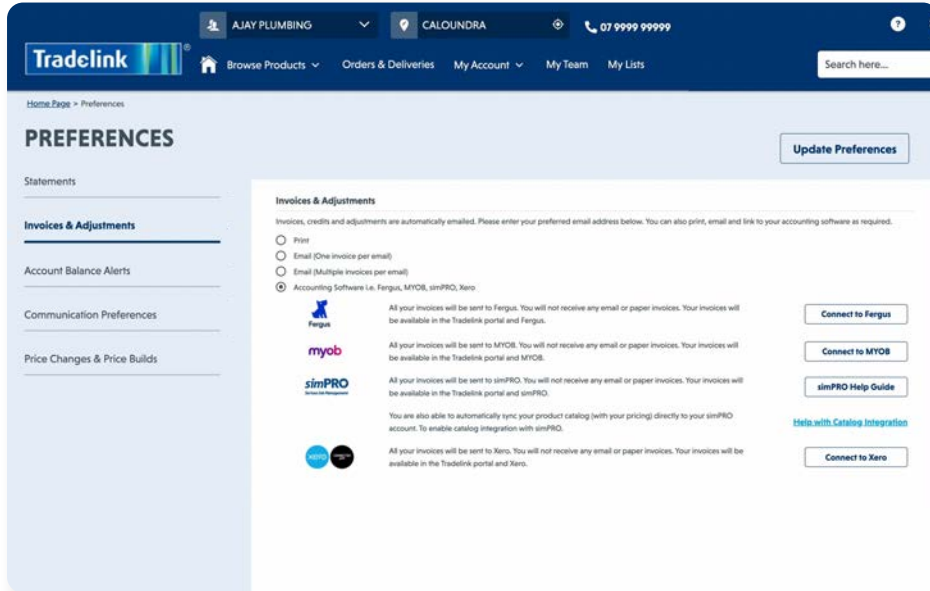 AJAY PLUMBING
CALOUNDRA
07 9999 99999
?
Tradelink®
Browse Products
Orders & Deliveries
My Account
My Team
My Lists
Search here...
Home Page > Preferences
PREFERENCES
Update Preferences
Statements
Invoices & Adjustments
Account Balance Alerts
Communication Preferences
Price Changes & Price Builds
Invoices & Adjustments
Invoices, credits and adjustments are automatically emailed. Please enter your preferred email address below. You can also print, email and link to your accounting software as required.
Print
Email (One invoice per email)
Email (Multiple invoices per email)
Accounting Software i.e. Fergus, MYOB, simPRO, Xero
Fergus
All your invoices will be sent to Fergus. You will not receive any email or paper invoices. Your invoices will
be available in the Tradelink portal and Fergus.
Connect to Fergus
myob
All your invoices will be sent to MYOB. You will not receive any email or paper invoices. Your invoices will
be available in the Tradelink portal and MYOB.
Connect to MYOB
simPRO
All your invoices will be sent to simPRO. You will not receive any email or paper invoices. Your invoices will
be available in the Tradelink portal and simPRO.
simPRO Help Guide
You are also able to automatically sync your product catalog (with your pricing) directly to your simPRO
account. To enable catalog integration with simPRO.
Help with Catalog Integration
xero
All your invoices will be sent to Xero. You will not receive any email or paper invoices. Your invoices will be
available in the Tradelink portal and Xero.
Connect to Xero